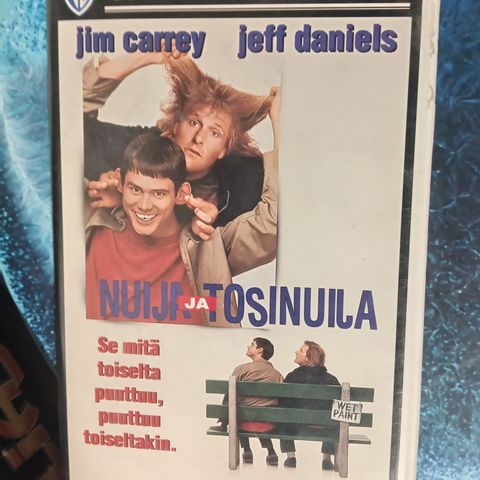 jim carrey jeff daniels
NUIJA JA TOSINUIJA
Se mitä
toiselta
puuttuu,
puuttuu
toiseltakin.
WET
PAINT